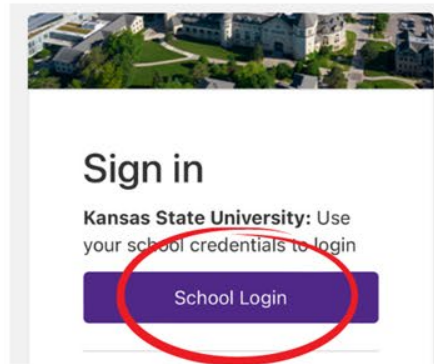 Sign in
Kansas State University: Use
your school credentials to login
School Login